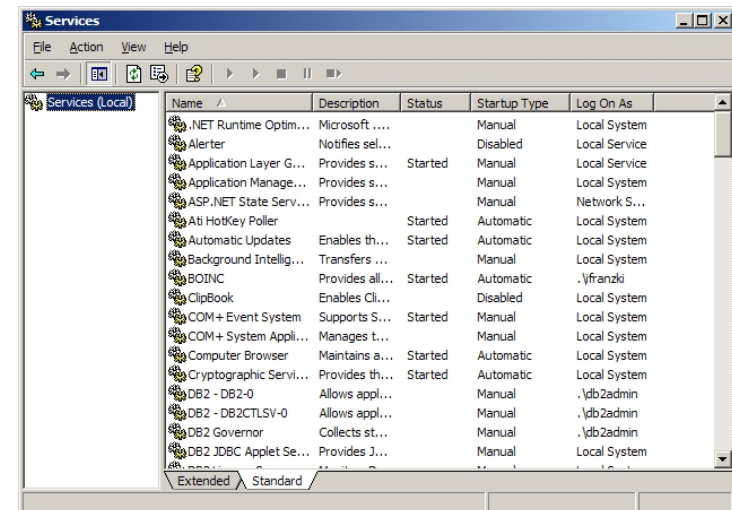 Services
File Action View Help
Services (Local)
Name Description Status Startup Type Log On As
.NET Runtime Optim... Microsoft .... Manual Local System
Alerter Notifies sel... Disabled Local Service
Application Layer G... Provides s... Started Manual Local Service
Application Manage... Provides s... Manual Local System
ASP.NET State Serv... Provides s... Manual Network S...
Ati HotKey Poller Started Automatic Local System
Automatic Updates Enables th... Started Automatic Local System
Background Intellig... Transfers ... Manual Local System
BOINC Provides all... Started Automatic .\jfranzki
ClipBook Enables Cli... Disabled Local System
COM+ Event System Supports S... Started Manual Local System
COM+ System Appli... Manages t... Manual Local System
Computer Browser Maintains a... Started Automatic Local System
Cryptographic Servi... Provides th... Started Automatic Local System
DB2 - DB2-0 Allows appl... Manual .\db2admin
DB2 - DB2CTLSV-0 Allows appl... Manual .\db2admin
DB2 Governor Collects st... Manual .\db2admin
DB2 JDBC Applet Se... Provides J... Manual Local System
Extended Standard